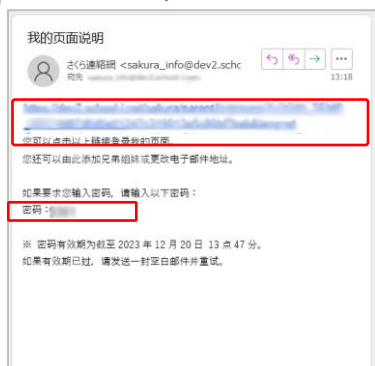 我的页面说明
さくら連絡網 <sakura_info@dev2.schc
宛先
13:18
您可以点击以上链接登录我的页面。
您还可以由此添加兄弟姐妹或更改电子邮件地址。
如果要求您输入密码，请输入以下密码：
密码：
※ 密码有效期为截至 2023 年 12 月 20 日 13 点 47 分。
如果有效期已过，请发送一封空白邮件并重试。